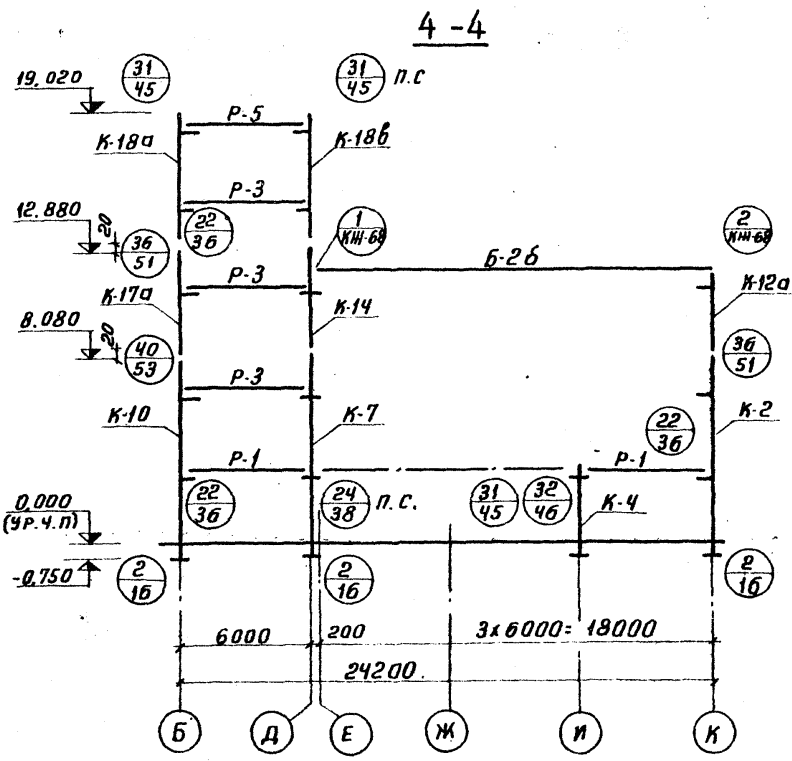 4-4
31
45
31
45
П.С
19,020
Р-5
К-18а
К-18в
Р-3
12.880
20
22
36
1
КЖ-68
2
КЖ-68
36
51
Б-2б
Р-3
К-17а
К-14
К-12а
8.080
20
40
53
36
51
Р-3
К-10
К-7
К-2
22
36
Р-1
Р-1
0,000
(УР.Ч.П)
22
36
24
38
П.С.
31
45
32
46
К-4
-0,750
2
16
2
16
2
16
6000
200
3х6000=18000
24200.
Б
Д
Е
Ж
И
К